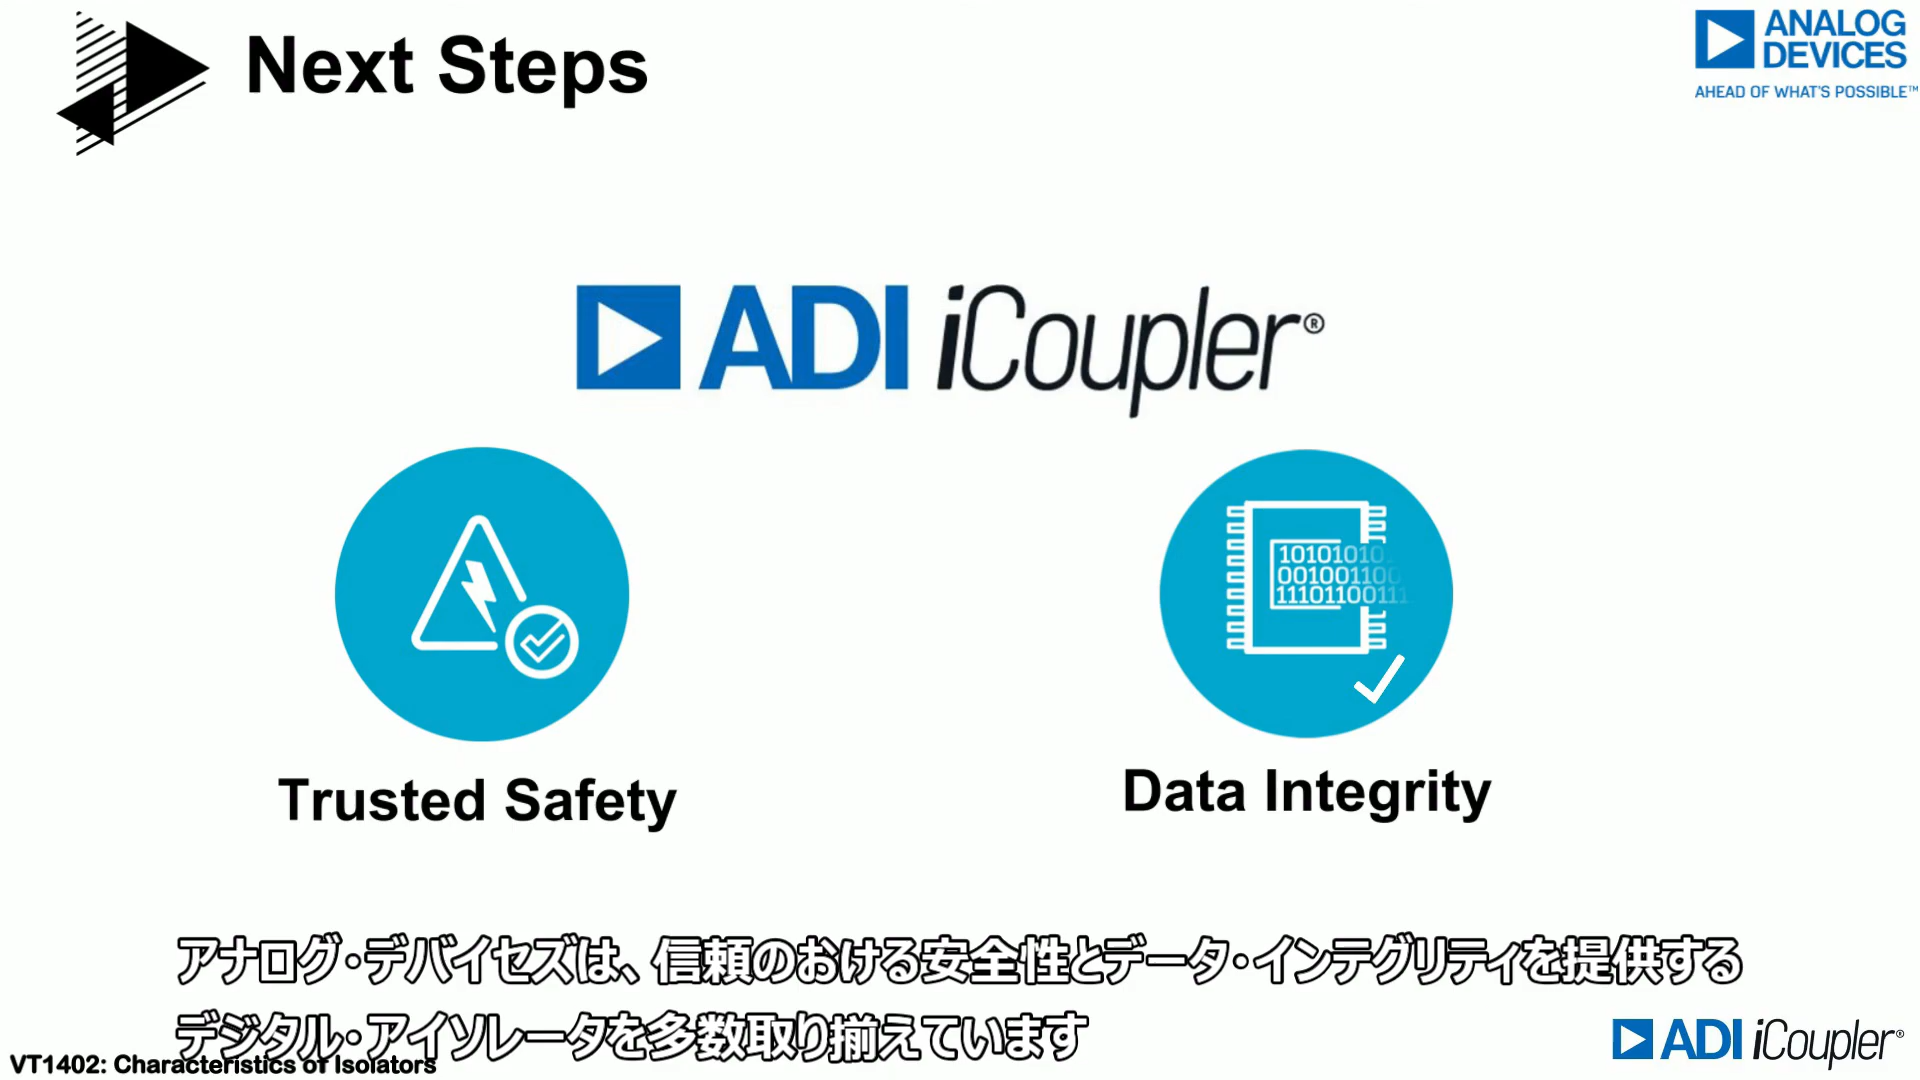 Next Steps
ANALOG
DEVICES
AHEAD OF WHAT'S POSSIBLE™
ADI iCoupler®
10101010
001001100
11101100111
Trusted Safety
Data Integrity
アナログ・デバイセズは、信頼のおける安全性とデータ・インテグリティを提供する
デジタル・アイソレータを多数取り揃えています
VT1402: Characteristics of Isolators
ADI iCoupler®